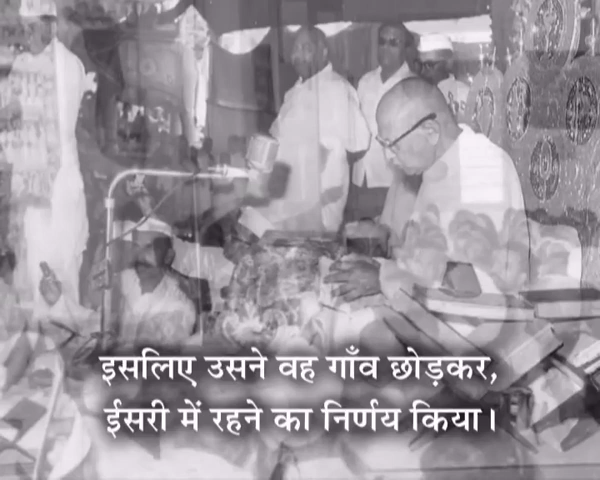 इसलिए उसने वह गाँव छोड़कर,
ईसरी में रहने का निर्णय किया।